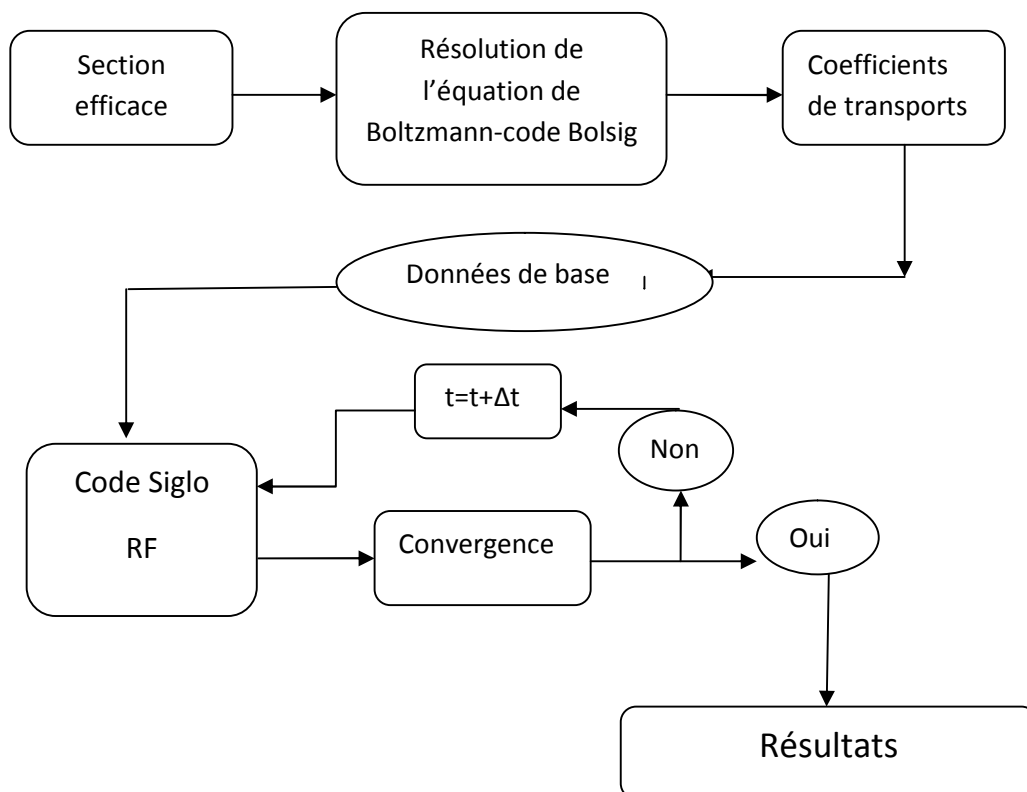 Section
efficace
Résolution de
l'équation de
Boltzmann-code Bolsig
Coefficients
de transports
Données de base
t=t+Δt
Non
Code Siglo
RF
Convergence
Oui
Résultats